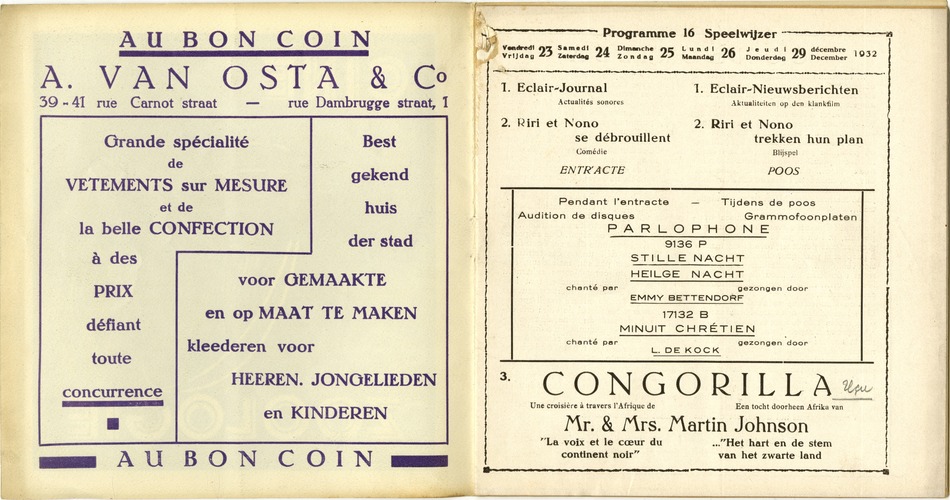 AU BON COIN
A. VAN OSTA & Co
39-41 rue Carnot straat — rue Dambrugge straat, 1
Grande spécialité
de
VETEMENTS sur MESURE
et de
la belle CONFECTION
à des
PRIX
défiant
toute
concurrence
Best
gekend
huis
der stad
voor GEMAAKTE
en op MAAT TE MAKEN
kleederen voor
HEEREN. JONGELIEDEN
en KINDEREN
AU BON COIN
Programme 16 Speelwijzer
Vendredi Vrijdag 23 Samedi Zaterdag 24 Dimanche Zondag 25 Lundi Maandag 26 Jeudi Donderdag 29 décembre December 1932
1. Eclair-Journal
Actualités sonores
2. Riri et Nono
se débrouillent
Comédie
ENTR'ACTE
1. Eclair-Nieuwsberichten
Aktualiteiten op den klankfilm
2. Riri et Nono
trekken hun plan
Blijspel
POOS
Pendant l'entracte — Tijdens de poos
Audition de disques Grammofoonplaten
PARLOPHONE
9136 P
STILLE NACHT
HEILGE NACHT
chanté par gezongen door
EMMY BETTENDORF
17132 B
MINUIT CHRÉTIEN
chanté par gezongen door
L. DE KOCK
3. CONGORILLA
Une croisière à travers l'Afrique de Een tocht doorheen Afrika van
Mr. & Mrs. Martin Johnson
"La voix et le cœur du ..."Het hart en de stem
continent noir" van het zwarte land